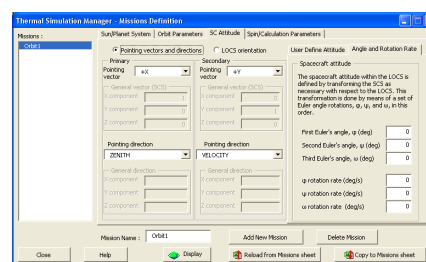 Thermal Simulation Manager - Missions Definition
Missions :
Orbit1
Sun/Planet System
Orbit Parameters
SC Attitude
Spin/Calculation Parameters
Pointing vectors and directions
LOCS orientation
Primary
Pointing vector
+X
General vector (SCS)
X component 1
Y component 0
Z component 0
Pointing direction
ZENITH
General direction
X component
Y component
Z component
Secondary
Pointing vector
+Y
General vector (SCS)
X component 0
Y component 1
Z component 0
Pointing direction
VELOCITY
General direction
X component
Y component
Z component
User Define Attitude
Angle and Rotation Rate
Spacecraft attitude
The spacecraft attitude within the LOCS is
defined by transforming the SCS as
necessary with respect to the LOCS. This
transformation is done by means of a set of
Euler angle rotations, φ, ψ, and ω, in this
order.
First Euler's angle, φ (deg) 0
Second Euler's angle, ψ (deg) 0
Third Euler's angle, ω (deg) 0
φ rotation rate (deg/s) 0
ψ rotation rate (deg/s) 0
ω rotation rate (deg/s) 0
Mission Name : Orbit1
Add New Mission
Delete Mission
Close
Help
Display
Reload from Missions sheet
Copy to Missions sheet